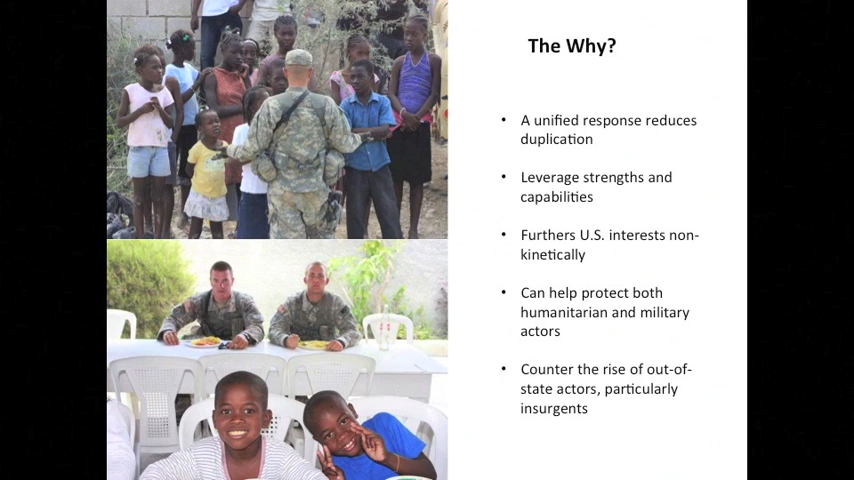 The Why?
• A unified response reduces
duplication
• Leverage strengths and
capabilities
• Furthers U.S. interests non-
kinetically
• Can help protect both
humanitarian and military
actors
• Counter the rise of out-of-
state actors, particularly
insurgents